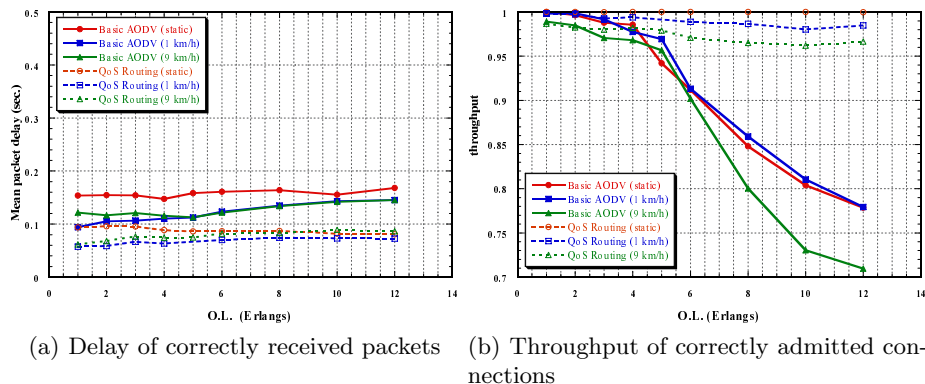 0.5
0.4
0.3
0.2
0.1
0
Mean packet delay (sec.)
Basic AODV (static)
Basic AODV (1 km/h)
Basic AODV (9 km/h)
QoS Routing (static)
QoS Routing (1 km/h)
QoS Routing (9 km/h)
0 2 4 6 8 10 12 14
O.L. (Erlangs)
(a) Delay of correctly received packets
1
0.95
0.9
0.85
0.8
0.75
0.7
throughput
Basic AODV (static)
Basic AODV (1 km/h)
Basic AODV (9 km/h)
QoS Routing (static)
QoS Routing (1 km/h)
QoS Routing (9 km/h)
0 2 4 6 8 10 12 14
O.L. (Erlangs)
(b) Throughput of correctly admitted con-
nections